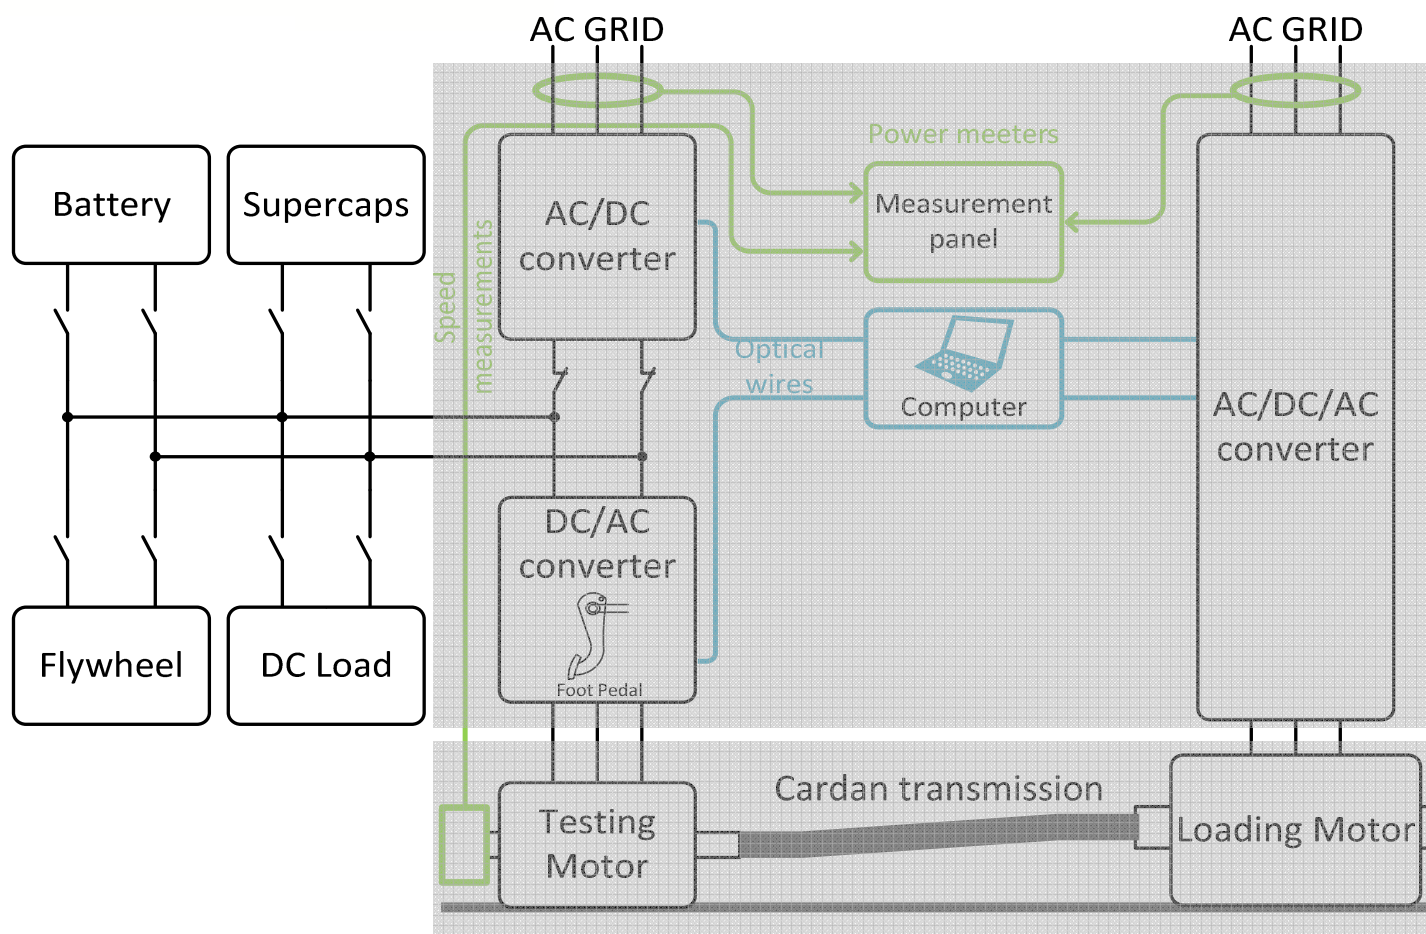 AC GRID
AC GRID
Power meeters
Battery
Supercaps
AC/DC
converter
Measurement
panel
Speed
measurements
Optical
wires
Computer
AC/DC/AC
converter
DC/AC
converter
Foot Pedal
Flywheel
DC Load
Cardan transmission
Testing
Motor
Loading Motor